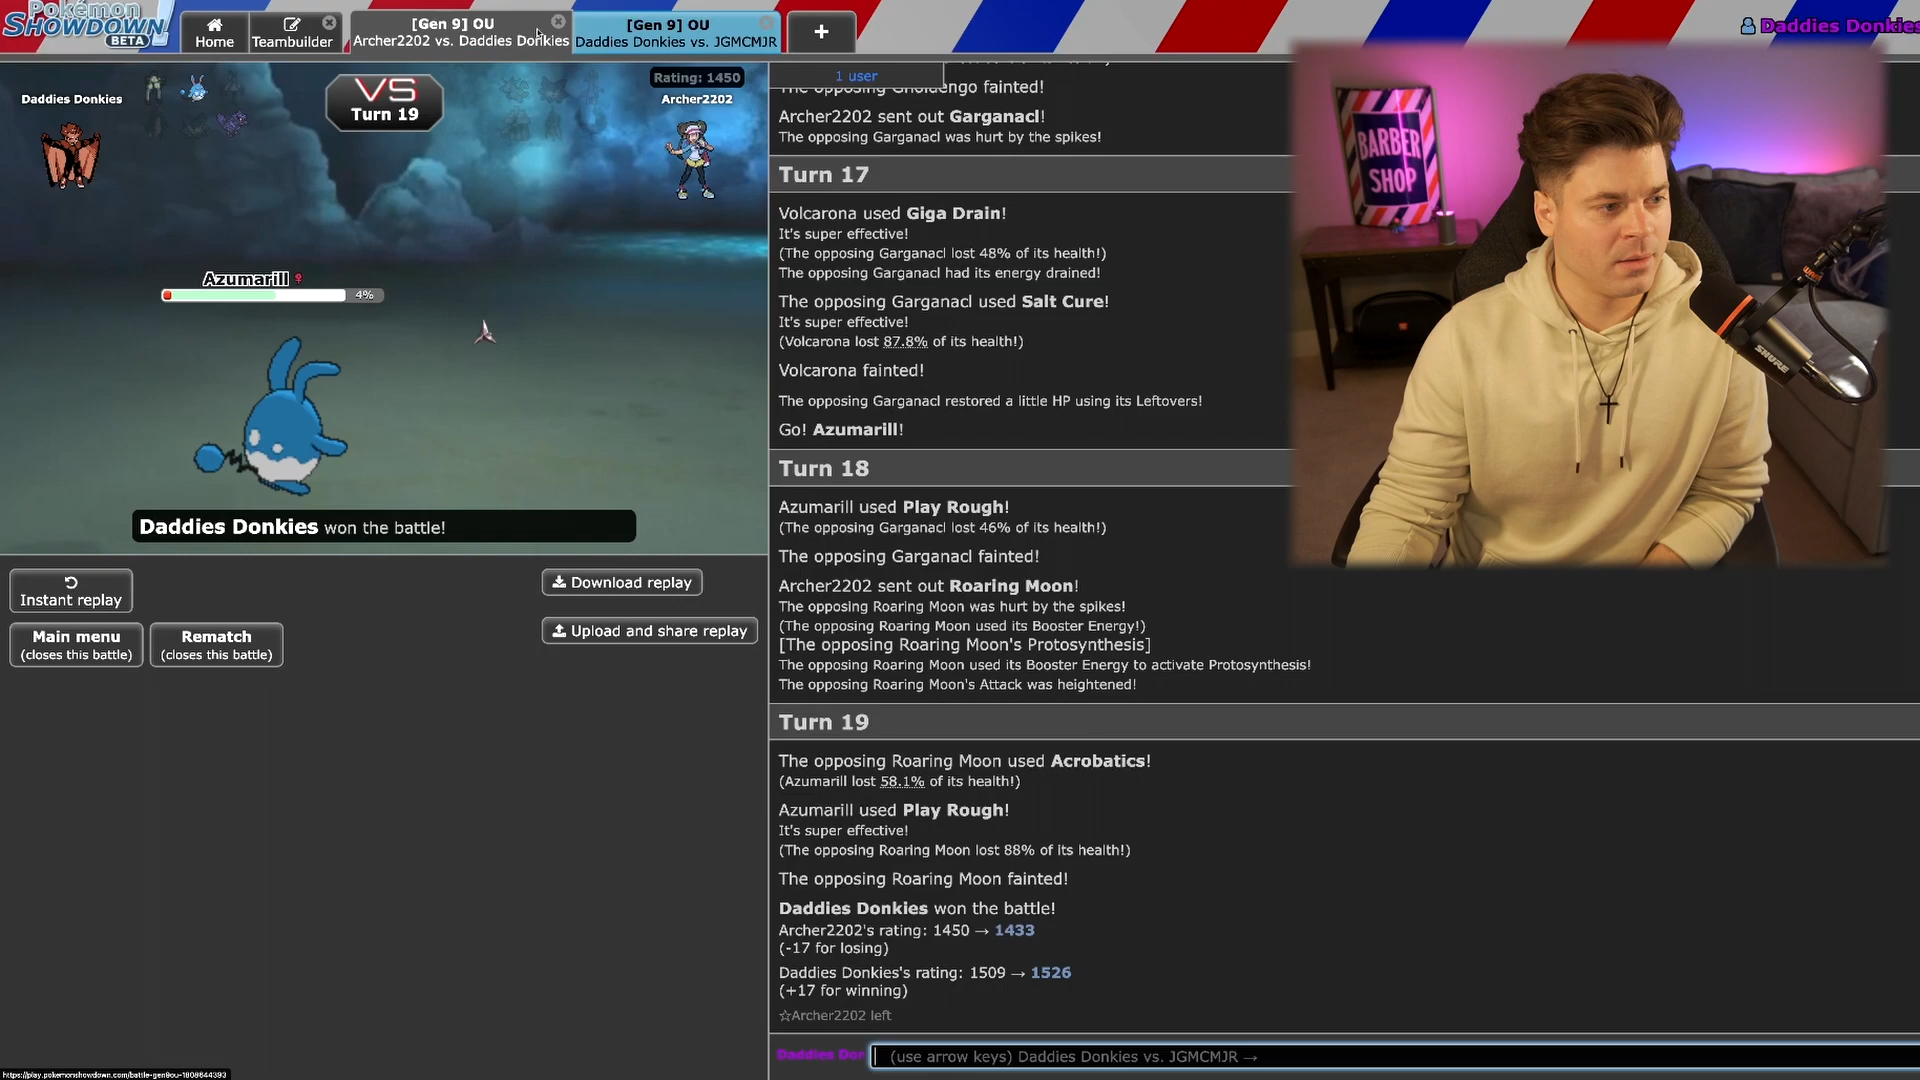 Pokémon
SHOWDOWN!
BETA
Home
Teambuilder
[Gen 9] OU
Archer2202 vs. Daddies Donkies
[Gen 9] OU
Daddies Donkies vs. JGMCMJR
+
Daddies Donkies
Daddies Donkies
VS
Turn 19
Rating: 1450
Archer2202
Azumarill ♀
4%
Daddies Donkies won the battle!
Instant replay
Download replay
Upload and share replay
Main menu
(closes this battle)
Rematch
(closes this battle)
1 user
The opposing Gholdengo fainted!
Archer2202 sent out Garganacl!
The opposing Garganacl was hurt by the spikes!
Turn 17
Volcarona used Giga Drain!
It's super effective!
(The opposing Garganacl lost 48% of its health!)
The opposing Garganacl had its energy drained!
The opposing Garganacl used Salt Cure!
It's super effective!
(Volcarona lost 87.8% of its health!)
Volcarona fainted!
The opposing Garganacl restored a little HP using its Leftovers!
Go! Azumarill!
Turn 18
Azumarill used Play Rough!
(The opposing Garganacl lost 46% of its health!)
The opposing Garganacl fainted!
Archer2202 sent out Roaring Moon!
The opposing Roaring Moon was hurt by the spikes!
(The opposing Roaring Moon used its Booster Energy!)
[The opposing Roaring Moon's Protosynthesis]
The opposing Roaring Moon used its Booster Energy to activate Protosynthesis!
The opposing Roaring Moon's Attack was heightened!
Turn 19
The opposing Roaring Moon used Acrobatics!
(Azumarill lost 58.1% of its health!)
Azumarill used Play Rough!
It's super effective!
(The opposing Roaring Moon lost 88% of its health!)
The opposing Roaring Moon fainted!
Daddies Donkies won the battle!
Archer2202's rating: 1450 → 1433
(-17 for losing)
Daddies Donkies's rating: 1509 → 1526
(+17 for winning)
☆Archer2202 left
Daddies Don
(use arrow keys) Daddies Donkies vs. JGMCMJR →
BARBER
SHOP
SHURE
https://play.pokemonshowdown.com/battle-gen9ou-1808644393